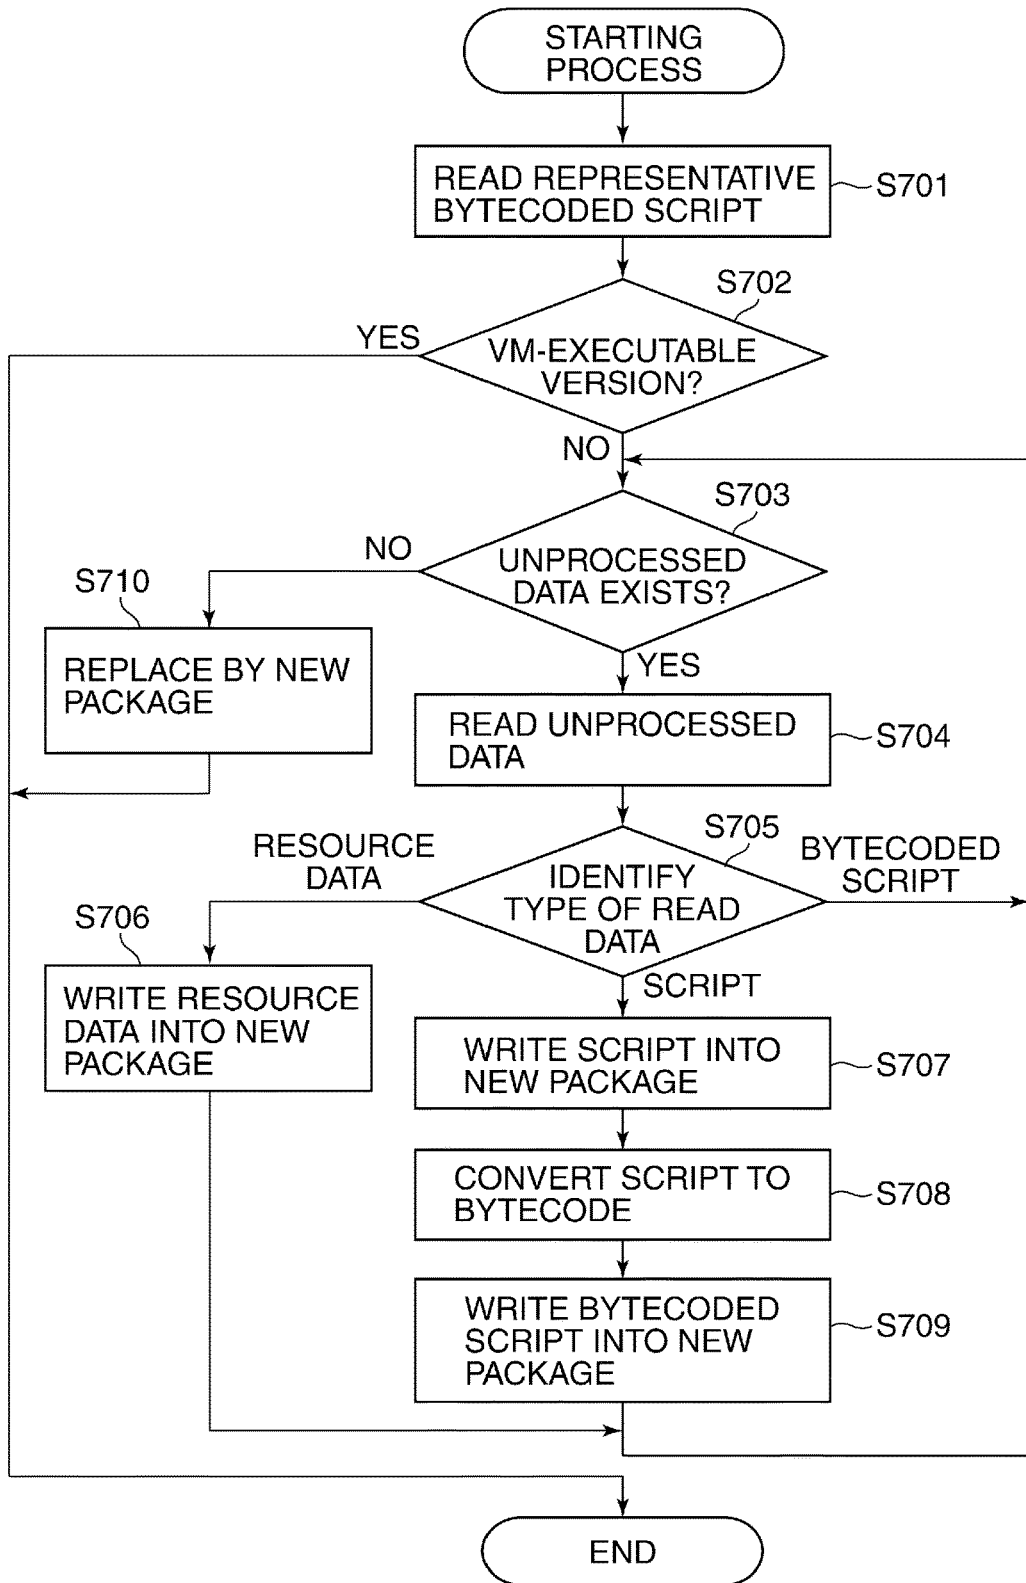 STARTING
PROCESS
READ REPRESENTATIVE
BYTECODED SCRIPT
S701
S702
YES
VM-EXECUTABLE
VERSION?
NO
S703
NO
UNPROCESSED
DATA EXISTS?
S710
REPLACE BY NEW
PACKAGE
YES
READ UNPROCESSED
DATA
S704
S705
RESOURCE
DATA
BYTECODED
SCRIPT
IDENTIFY
TYPE OF READ
DATA
S706
WRITE RESOURCE
DATA INTO NEW
PACKAGE
SCRIPT
WRITE SCRIPT INTO
NEW PACKAGE
S707
CONVERT SCRIPT TO
BYTECODE
S708
WRITE BYTECODED
SCRIPT INTO NEW
PACKAGE
S709
END